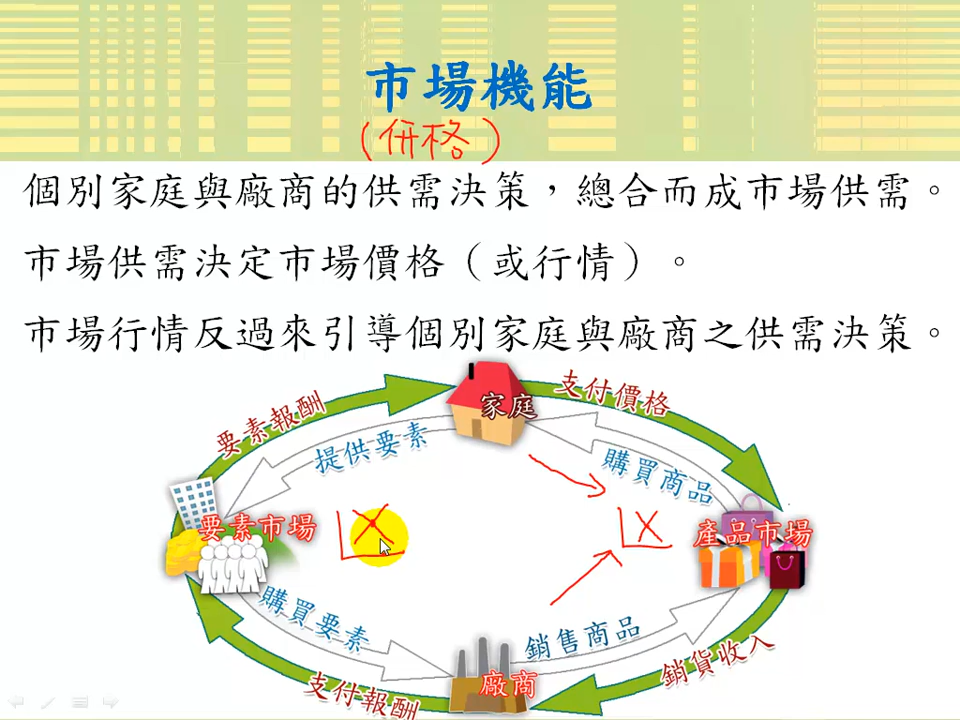 市場機能
(価格)
個別家庭與廠商的供需決策，總合而成市場供需。
市場供需決定市場價格（或行情）。
市場行情反過來引導個別家庭與廠商之供需決策。
家庭
支付價格
要素報酬
提供要素
購買商品
要素市場
產品市場
購買要素
銷售商品
銷貨收入
支付報酬
廠商